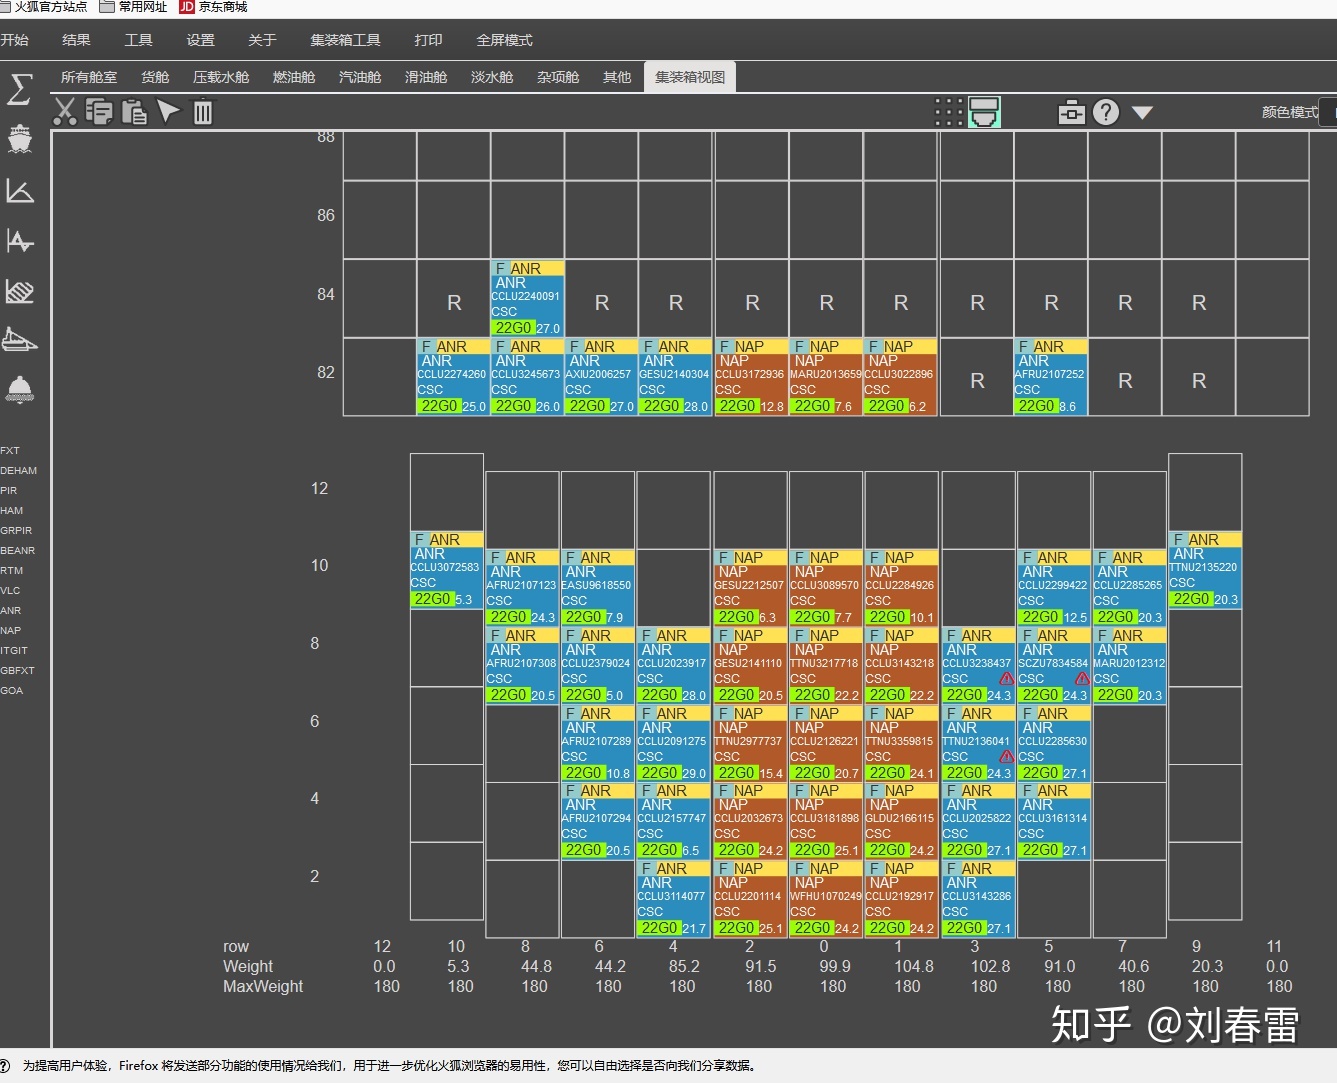 火狐官方站点 常用网址 JD 京东商城
开始 结果 工具 设置 关于 集装箱工具 打印 全屏模式
所有舱室 货舱 压载水舱 燃油舱 汽油舱 滑油舱 淡水舱 杂项舱 其他 集装箱视图
颜色模式
88
86
84 R R R R R R R R R R
F ANR
ANR
CCLU2240091
CSC
22G0 27.0
82 R R R
F ANR F ANR F ANR F ANR F NAP F NAP F NAP F ANR
ANR ANR ANR ANR NAP NAP NAP ANR
CCLU2274260 CCLU3245673 AXIU2006257 GESU2140304 CCLU3172936 MARU2013659 CCLU3022896 AFRU2107252
CSC CSC CSC CSC CSC CSC CSC CSC
22G0 25.0 22G0 26.0 22G0 27.0 22G0 28.0 22G0 12.8 22G0 7.6 22G0 6.2 22G0 8.6
FXT
DEHAM
PIR
HAM
GRPIR
BEANR
RTM
VLC
ANR
NAP
ITGIT
GBFXT
GOA
12
10
F ANR F ANR
ANR ANR
CCLU3072583 TTNU2135220
CSC CSC
22G0 5.3 22G0 20.3
F ANR F ANR F NAP F NAP F NAP F ANR F ANR
ANR ANR NAP NAP NAP ANR ANR
AFRU2107123 EASU9618550 GESU2212507 CCLU3089570 CCLU2284926 CCLU2299422 CCLU2285265
CSC CSC CSC CSC CSC CSC CSC
22G0 24.3 22G0 7.9 22G0 6.3 22G0 7.7 22G0 10.1 22G0 12.5 22G0 20.3
8
F ANR F ANR F ANR F NAP F NAP F NAP F ANR F ANR F ANR
ANR ANR ANR NAP NAP NAP ANR ANR ANR
AFRU2107308 CCLU2379024 CCLU2023917 GESU2141110 TTNU3217718 CCLU3143218 CCLU3238437 SCZU7834584 MARU2012312
CSC CSC CSC CSC CSC CSC CSC CSC CSC
22G0 20.5 22G0 5.0 22G0 28.0 22G0 20.5 22G0 22.2 22G0 22.2 22G0 24.3 22G0 24.3 22G0 20.3
6
F ANR F ANR F NAP F NAP F NAP F ANR F ANR
ANR ANR NAP NAP NAP ANR ANR
AFRU2107289 CCLU2091275 TTNU2977737 CCLU2126221 TTNU3359815 TTNU2136041 CCLU2285630
CSC CSC CSC CSC CSC CSC CSC
22G0 10.8 22G0 29.0 22G0 15.4 22G0 20.7 22G0 24.1 22G0 24.3 22G0 27.1
4
F ANR F ANR F NAP F NAP F NAP F ANR F ANR
ANR ANR NAP NAP NAP ANR ANR
AFRU2107294 CCLU2157747 CCLU2032673 CCLU3181898 GLDU2166115 CCLU2025822 CCLU3161314
CSC CSC CSC CSC CSC CSC CSC
22G0 20.5 22G0 6.5 22G0 24.2 22G0 25.1 22G0 24.2 22G0 27.1 22G0 27.1
2
F ANR F NAP F NAP F NAP F ANR
ANR NAP NAP NAP ANR
CCLU3114077 CCLU2201114 WFHU1070249 CCLU2192917 CCLU3143286
CSC CSC CSC CSC CSC
22G0 21.7 22G0 25.1 22G0 24.2 22G0 24.2 22G0 27.1
row 12 10 8 6 4 2 0 1 3 5 7 9 11
Weight 0.0 5.3 44.8 44.2 85.2 91.5 99.9 104.8 102.8 91.0 40.6 20.3 0.0
MaxWeight 180 180 180 180 180 180 180 180 180 180 180 180 180
知乎 @刘春雷
为提高用户体验，Firefox 将发送部分功能的使用情况给我们，用于进一步优化火狐浏览器的易用性，您可以自由选择是否向我们分享数据。